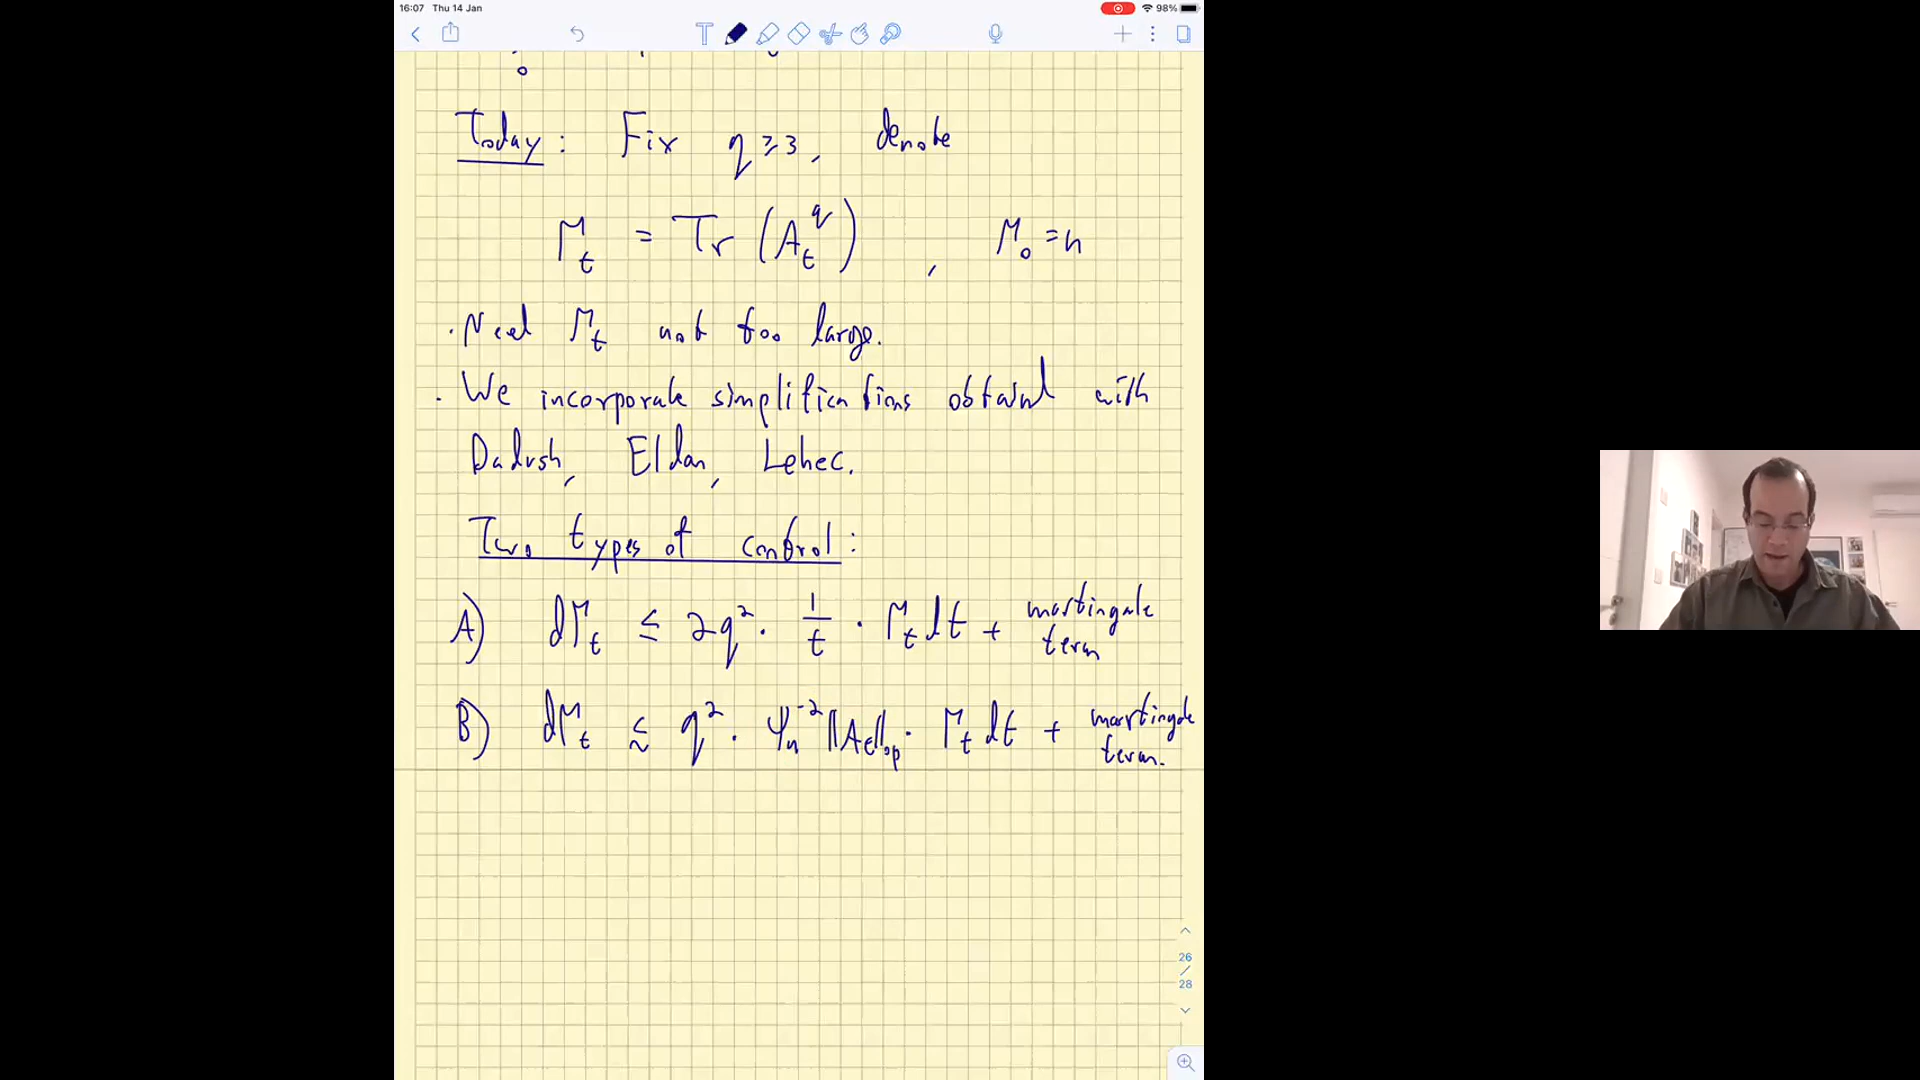 16:07 Thu 14 Jan 98%
Today: Fix q ≥ 3, denote
Γ_t = Tr (A_t^q), Γ_0 = n
· Need Γ_t not too large.
· We incorporate simplifications obtained with
Dadush, Eldan, Lehec.
Two types of control:
A) dΓ_t ≤ 2q² · 1/t · Γ_t dt + martingale term
B) dΓ_t ≲ q² · ψ_n^{-2} ||A_t||_op · Γ_t dt + martingale term.
26
/
28